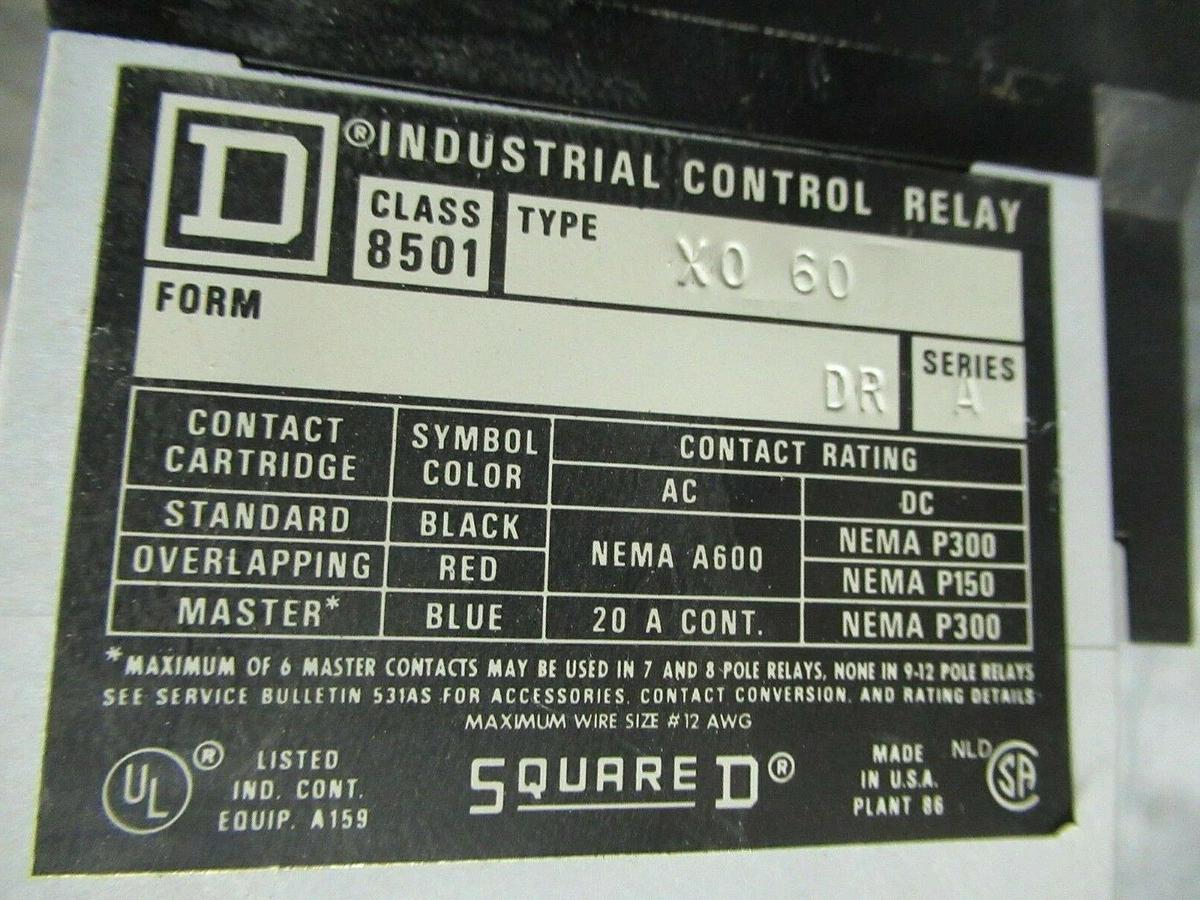 D
® INDUSTRIAL CONTROL RELAY
CLASS 8501
TYPE XO 60
FORM DR
SERIES A
CONTACT CARTRIDGE
SYMBOL COLOR
CONTACT RATING
AC
DC
STANDARD
BLACK
NEMA A600
NEMA P300
OVERLAPPING
RED
NEMA P150
MASTER*
BLUE
20 A CONT.
NEMA P300
*MAXIMUM OF 6 MASTER CONTACTS MAY BE USED IN 7 AND 8 POLE RELAYS, NONE IN 9-12 POLE RELAYS
SEE SERVICE BULLETIN 531AS FOR ACCESSORIES, CONTACT CONVERSION, AND RATING DETAILS
MAXIMUM WIRE SIZE #12 AWG
UL ® LISTED
IND. CONT.
EQUIP. A159
SQUARE D ®
MADE
IN U.S.A.
PLANT 86
NLD
SA